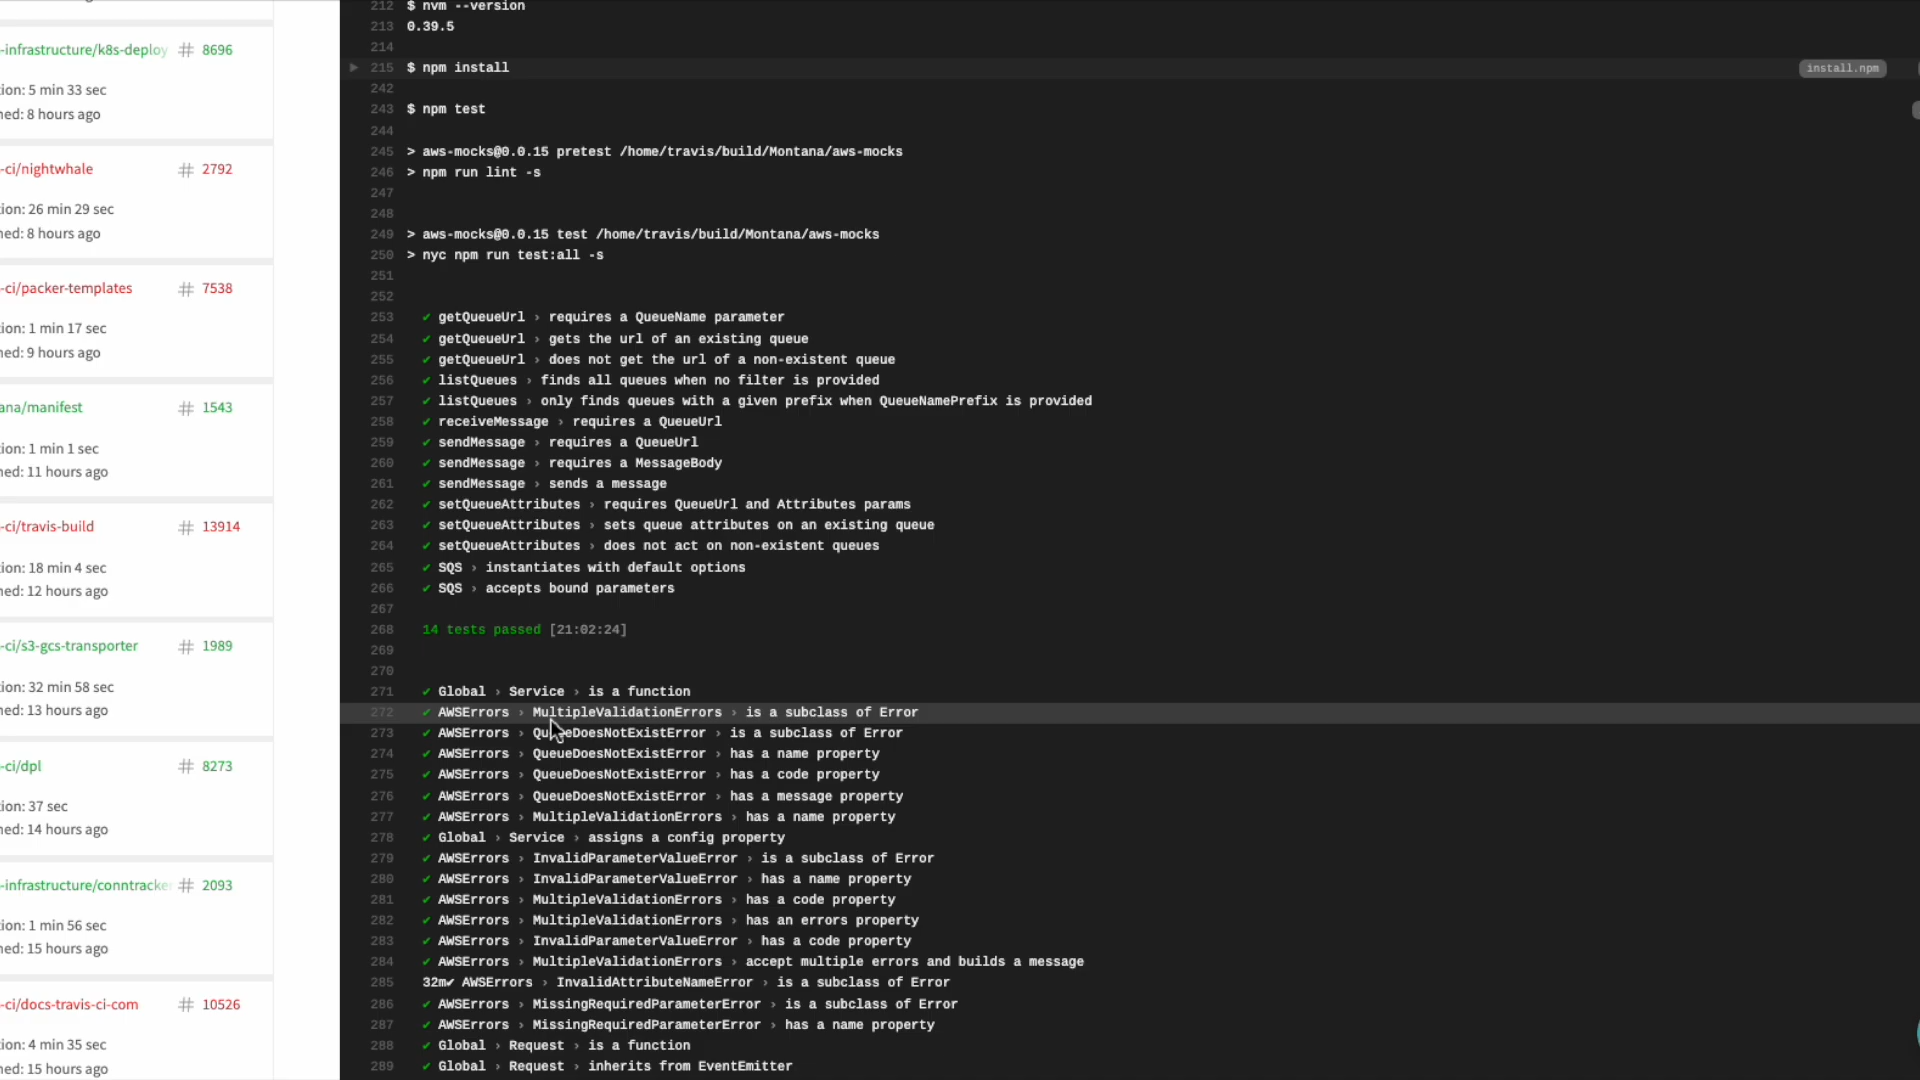 -infrastructure/k8s-deploy # 8696
ion: 5 min 33 sec
ned: 8 hours ago
-ci/nightwhale # 2792
ion: 26 min 29 sec
ned: 8 hours ago
-ci/packer-templates # 7538
ion: 1 min 17 sec
ned: 9 hours ago
ana/manifest # 1543
ion: 1 min 1 sec
ned: 11 hours ago
-ci/travis-build # 13914
ion: 18 min 4 sec
ned: 12 hours ago
-ci/s3-gcs-transporter # 1989
ion: 32 min 58 sec
ned: 13 hours ago
-ci/dpl # 8273
ion: 37 sec
ned: 14 hours ago
-infrastructure/conntracke # 2093
ion: 1 min 56 sec
ned: 15 hours ago
-ci/docs-travis-ci-com # 10526
ion: 4 min 35 sec
ned: 15 hours ago
212 $ nvm --version
213 0.39.5
214
215 $ npm install install.npm
242
243 $ npm test
244
245 > aws-mocks@0.0.15 pretest /home/travis/build/Montana/aws-mocks
246 > npm run lint -s
247
248
249 > aws-mocks@0.0.15 test /home/travis/build/Montana/aws-mocks
250 > nyc npm run test:all -s
251
252
253 ✔ getQueueUrl › requires a QueueName parameter
254 ✔ getQueueUrl › gets the url of an existing queue
255 ✔ getQueueUrl › does not get the url of a non-existent queue
256 ✔ listQueues › finds all queues when no filter is provided
257 ✔ listQueues › only finds queues with a given prefix when QueueNamePrefix is provided
258 ✔ receiveMessage › requires a QueueUrl
259 ✔ sendMessage › requires a QueueUrl
260 ✔ sendMessage › requires a MessageBody
261 ✔ sendMessage › sends a message
262 ✔ setQueueAttributes › requires QueueUrl and Attributes params
263 ✔ setQueueAttributes › sets queue attributes on an existing queue
264 ✔ setQueueAttributes › does not act on non-existent queues
265 ✔ SQS › instantiates with default options
266 ✔ SQS › accepts bound parameters
267
268 14 tests passed [21:02:24]
269
270
271 ✔ Global › Service › is a function
272 ✔ AWSErrors › MultipleValidationErrors › is a subclass of Error
273 ✔ AWSErrors › QueueDoesNotExistError › is a subclass of Error
274 ✔ AWSErrors › QueueDoesNotExistError › has a name property
275 ✔ AWSErrors › QueueDoesNotExistError › has a code property
276 ✔ AWSErrors › QueueDoesNotExistError › has a message property
277 ✔ AWSErrors › MultipleValidationErrors › has a name property
278 ✔ Global › Service › assigns a config property
279 ✔ AWSErrors › InvalidParameterValueError › is a subclass of Error
280 ✔ AWSErrors › InvalidParameterValueError › has a name property
281 ✔ AWSErrors › MultipleValidationErrors › has a code property
282 ✔ AWSErrors › MultipleValidationErrors › has an errors property
283 ✔ AWSErrors › InvalidParameterValueError › has a code property
284 ✔ AWSErrors › MultipleValidationErrors › accept multiple errors and builds a message
285 32m✔ AWSErrors › InvalidAttributeNameError › is a subclass of Error
286 ✔ AWSErrors › MissingRequiredParameterError › is a subclass of Error
287 ✔ AWSErrors › MissingRequiredParameterError › has a name property
288 ✔ Global › Request › is a function
289 ✔ Global › Request › inherits from EventEmitter